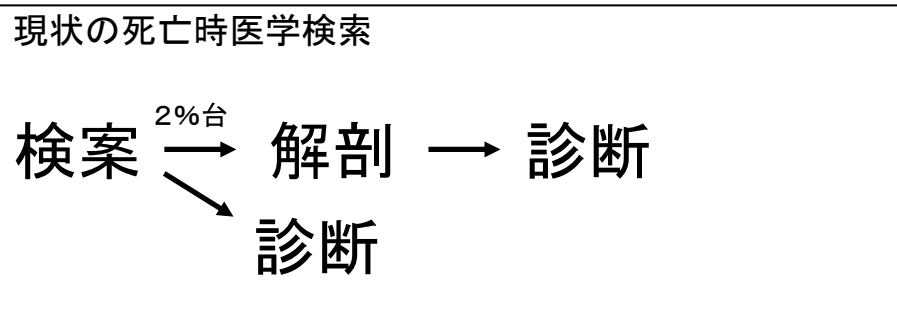 現状の死亡時医学検索
2%台
検案 → 解剖 → 診断
診断